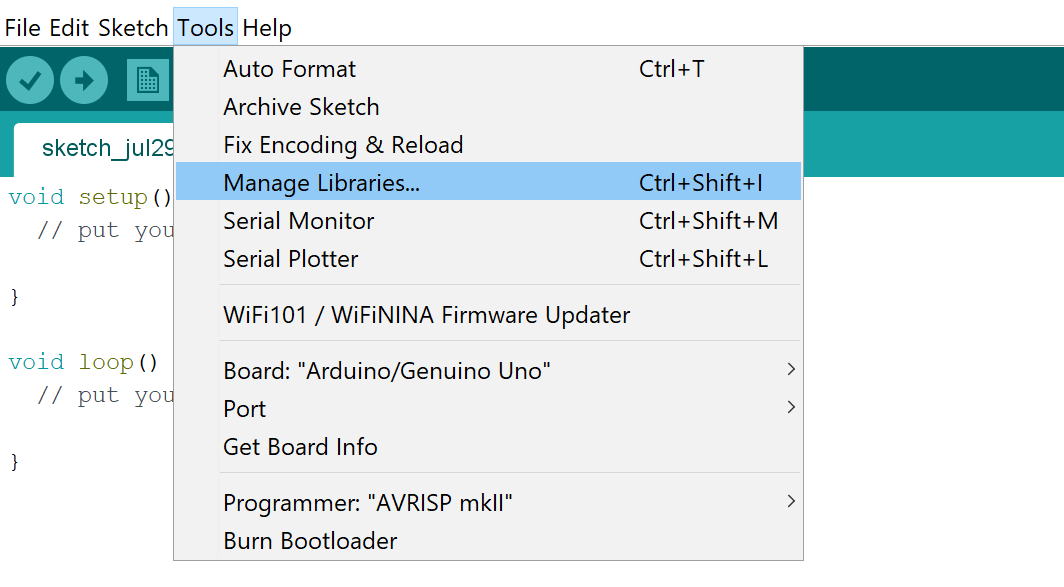 File Edit Sketch Tools Help
Auto Format Ctrl+T
Archive Sketch
Fix Encoding & Reload
sketch_jul29
Manage Libraries... Ctrl+Shift+I
void setup()
Serial Monitor Ctrl+Shift+M
// put you
Serial Plotter Ctrl+Shift+L
}
WiFi101 / WiFiNINA Firmware Updater
void loop()
Board: "Arduino/Genuino Uno"
// put you
Port
Get Board Info
}
Programmer: "AVRISP mkII"
Burn Bootloader